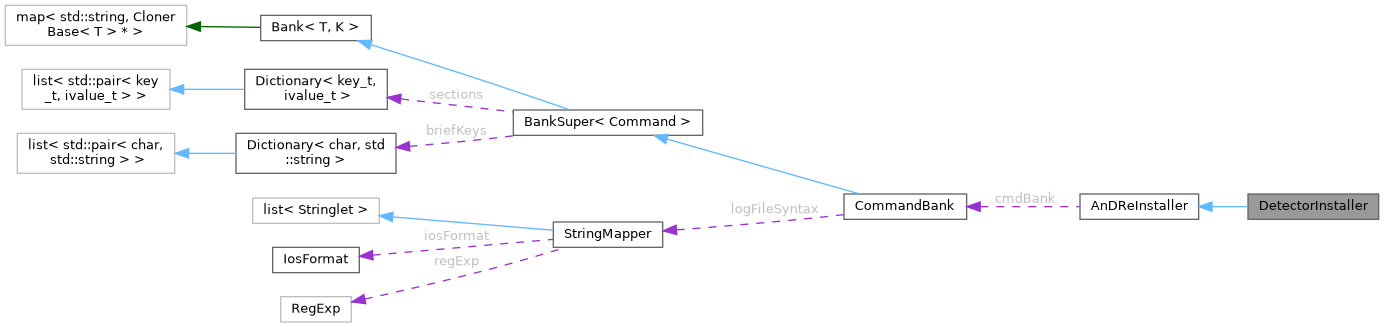 map< std::string, Cloner
Base< T > * >
Bank< T, K >
list< std::pair< key
_t, ivalue_t > >
Dictionary< key_t,
ivalue_t >
sections
BankSuper< Command >
briefKeys
list< std::pair< char,
std::string > >
Dictionary< char, std
::string >
list< Stringlet >
logFileSyntax
CommandBank
cmdBank
AnDReInstaller
DetectorInstaller
iosFormat
StringMapper
IosFormat
regExp
RegExp